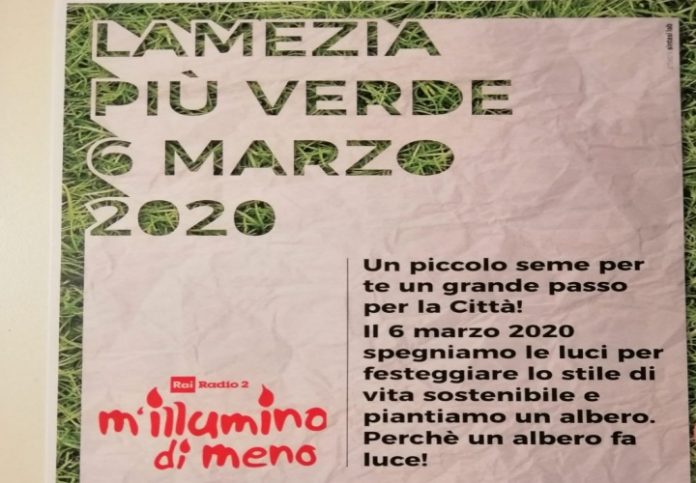 LAMEZIA
PIÙ VERDE
6 MARZO
2020
Un piccolo seme per
te un grande passo
per la Città!
Il 6 marzo 2020
spegniamo le luci per
festeggiare lo stile di
vita sostenibile e
piantiamo un albero.
Perchè un albero fa
luce!
Rai Radio 2
m'illumino
di meno